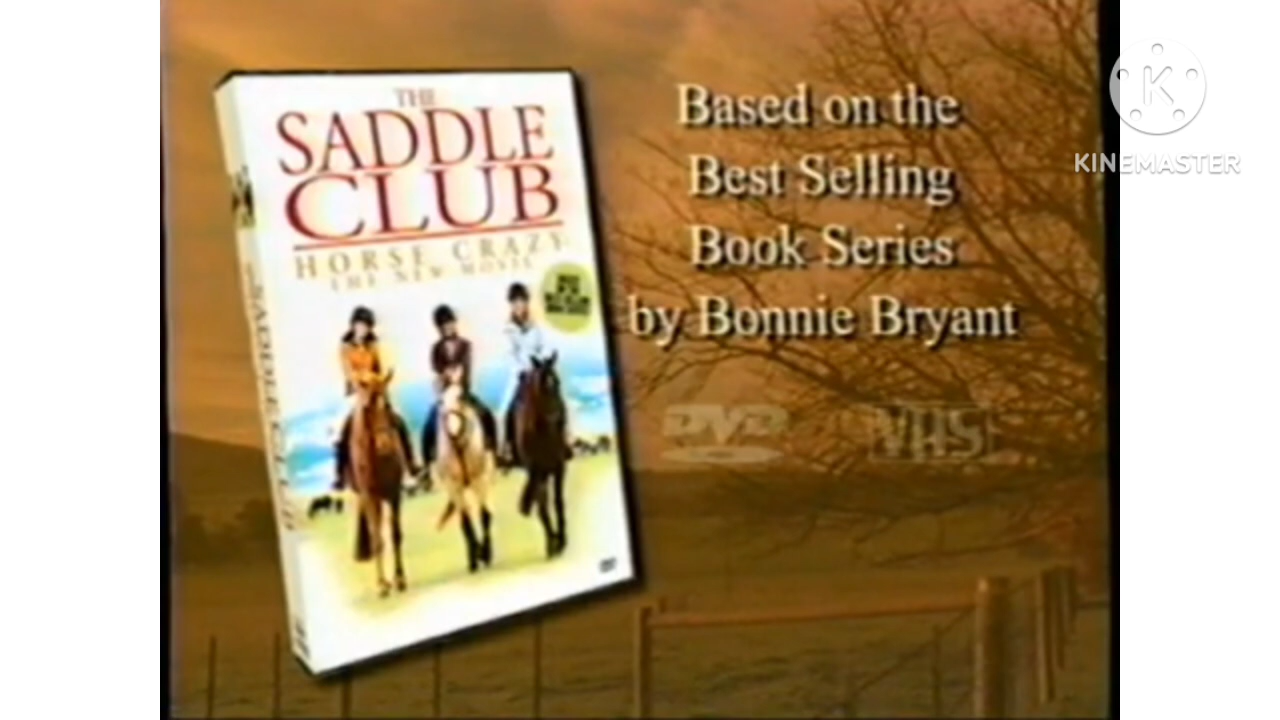 THE
SADDLE
CLUB
HORSE CRAZY
THE NEW MOVIE
SADDLE CLUB
Based on the
Best Selling
Book Series
by Bonnie Bryant
DVD
VHS
K
KINEMASTER